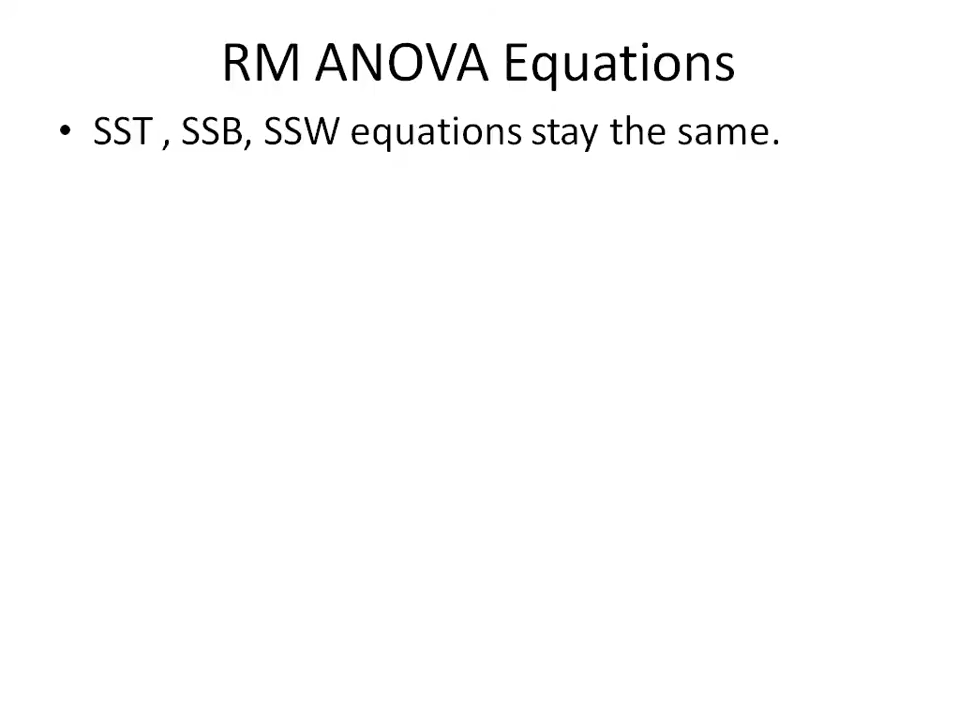 RM ANOVA Equations
• SST , SSB, SSW equations stay the same.